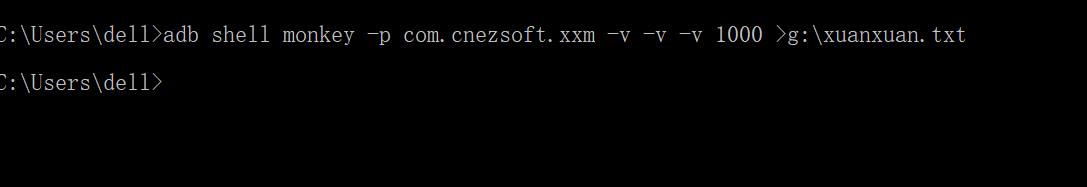 C:\Users\dell>adb shell monkey -p com.cnezsoft.xxm -v -v -v 1000 >g:\xuanxuan.txt
C:\Users\dell>